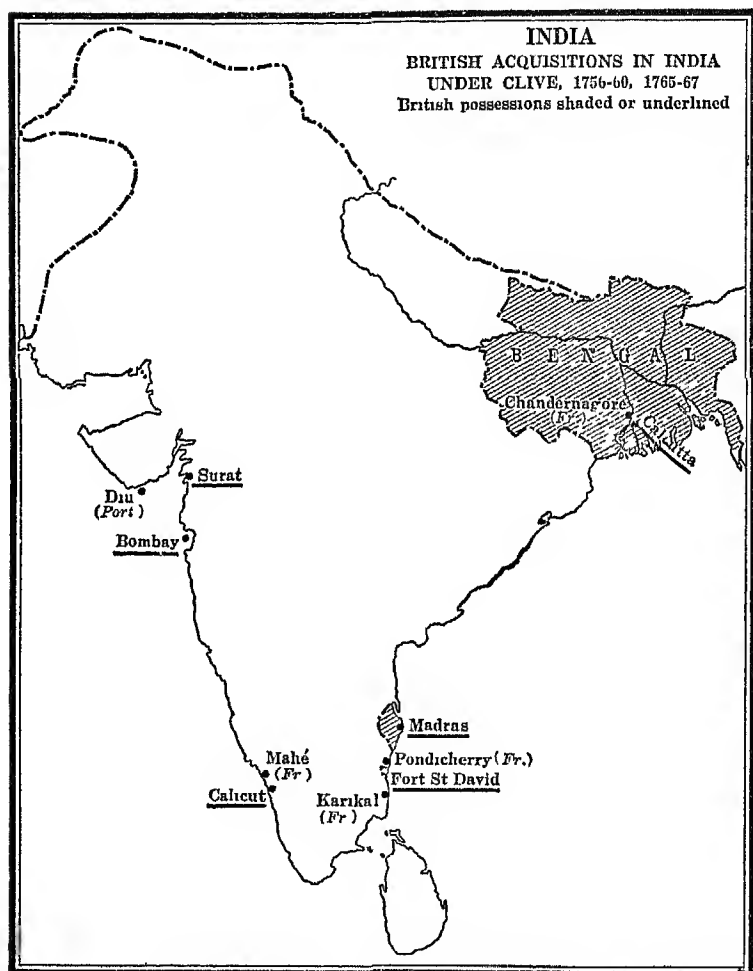 INDIA
BRITISH ACQUISITIONS IN INDIA
UNDER CLIVE, 1756-60, 1765-67
British possessions shaded or underlined
BENGAL
Chandernagore
(Fr.)
Calcutta
Surat
Diu
(Port)
Bombay
Madras
Mahé
(Fr)
Pondicherry (Fr.)
Fort St David
Calicut
Karikal
(Fr)